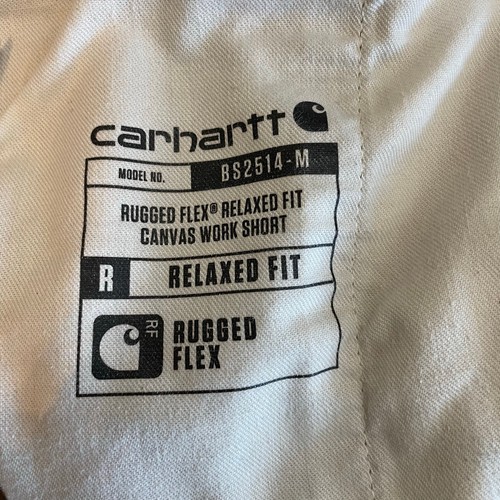 carhartt
MODEL NO. BS2514-M
RUGGED FLEX® RELAXED FIT
CANVAS WORK SHORT
R RELAXED FIT
RF
RUGGED
FLEX